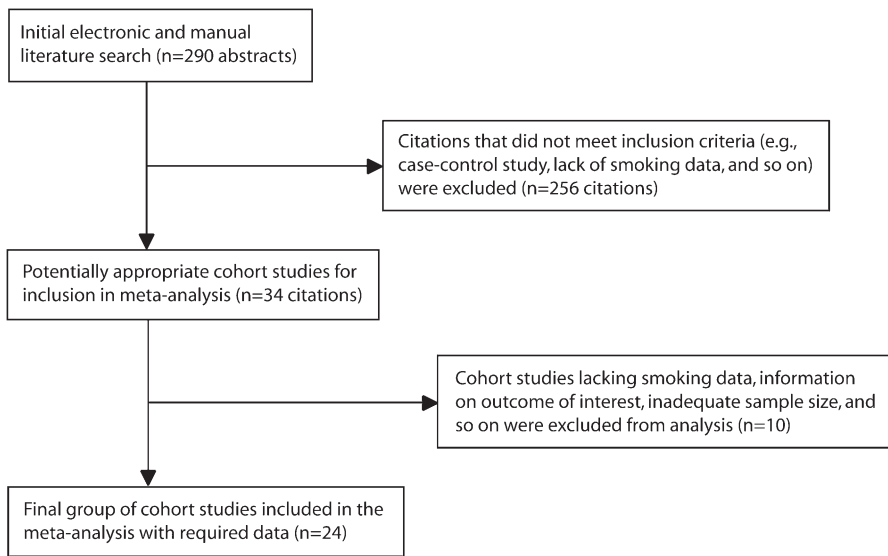 Initial electronic and manual
literature search (n=290 abstracts)
Citations that did not meet inclusion criteria (e.g.,
case-control study, lack of smoking data, and so on)
were excluded (n=256 citations)
Potentially appropriate cohort studies for
inclusion in meta-analysis (n=34 citations)
Cohort studies lacking smoking data, information
on outcome of interest, inadequate sample size, and
so on were excluded from analysis (n=10)
Final group of cohort studies included in the
meta-analysis with required data (n=24)